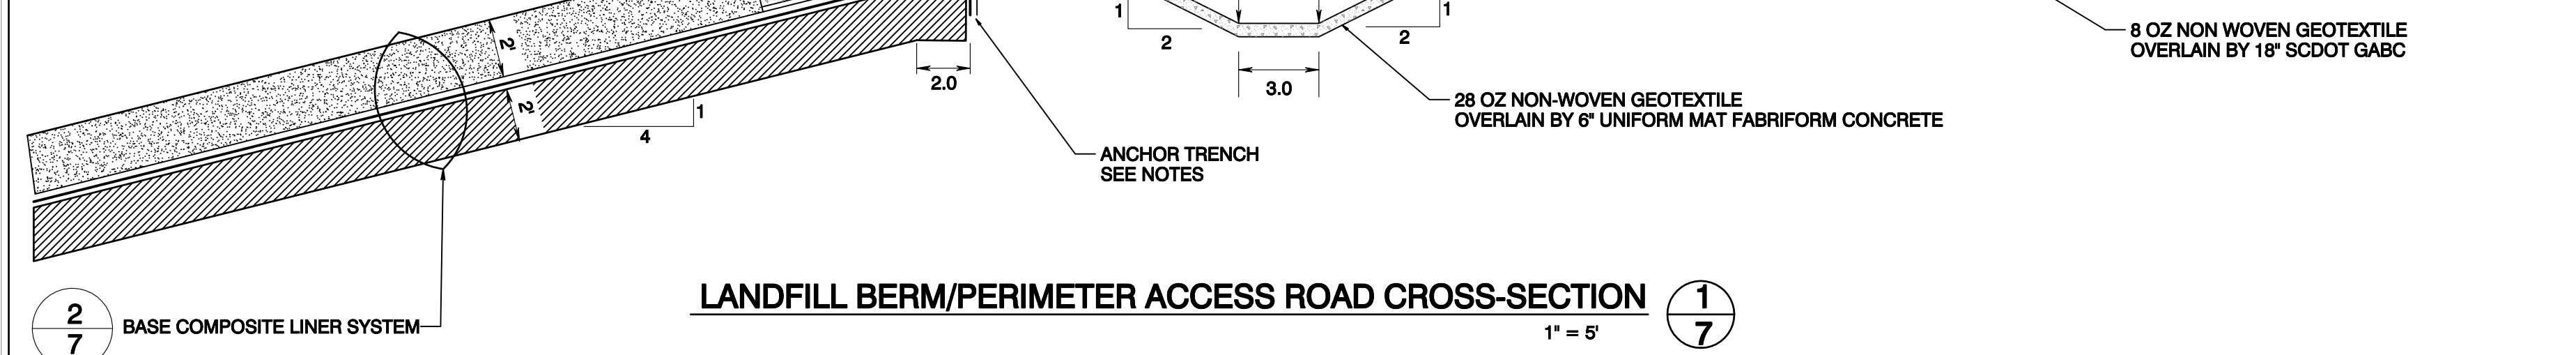 1
2
1
2
3.0
8 OZ NON WOVEN GEOTEXTILE
OVERLAIN BY 18" SCDOT GABC
28 OZ NON-WOVEN GEOTEXTILE
OVERLAIN BY 6" UNIFORM MAT FABRIFORM CONCRETE
2'
2'
2.0
1
4
ANCHOR TRENCH
SEE NOTES
2
7
BASE COMPOSITE LINER SYSTEM
LANDFILL BERM/PERIMETER ACCESS ROAD CROSS-SECTION
1" = 5'
1
7